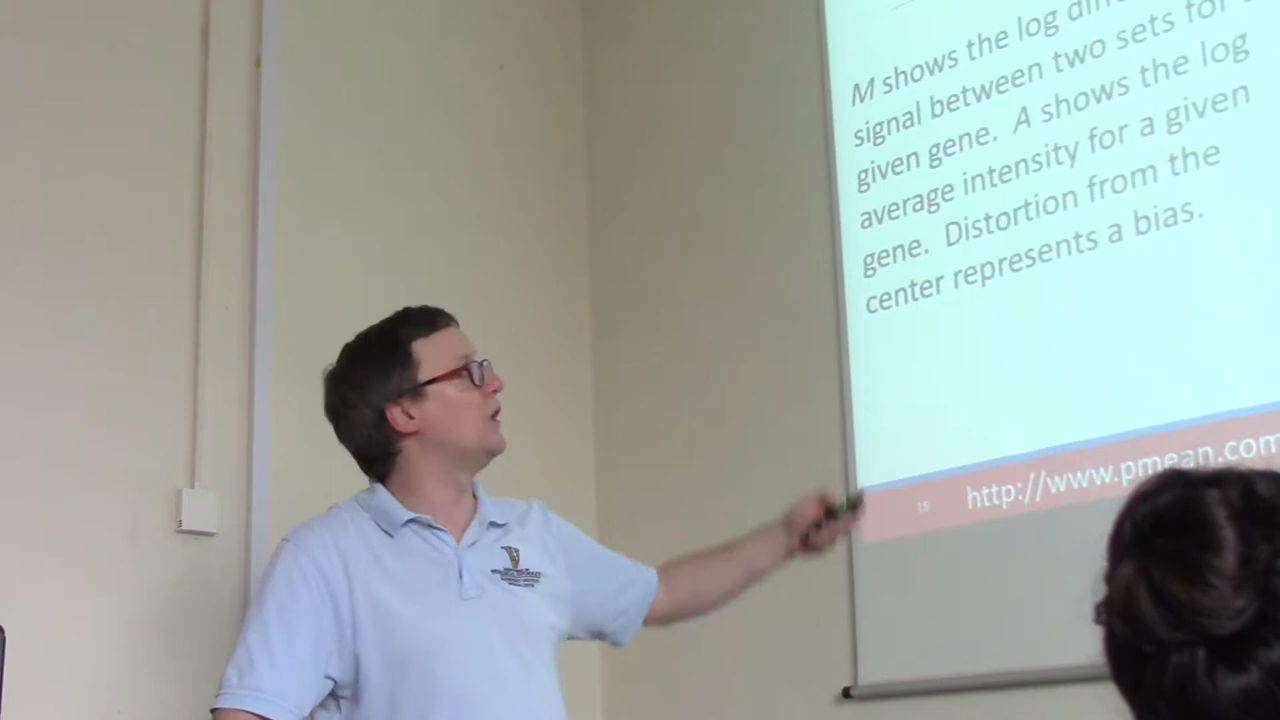 M shows the log
signal between two sets for
given gene. A shows the log
average intensity for a given
gene. Distortion from the
center represents a bias.
http://www.pmean.com